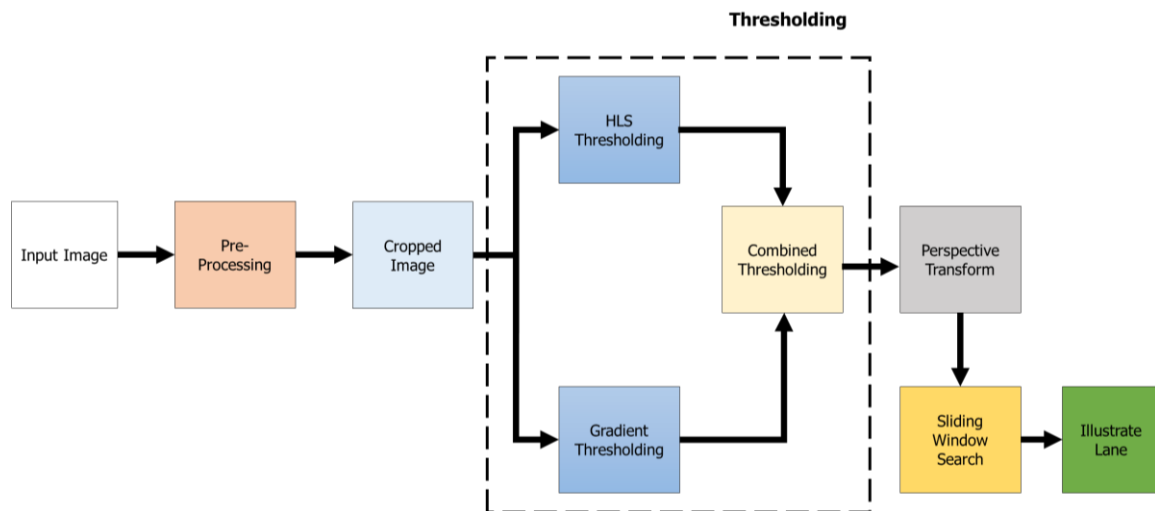 Thresholding
HLS
Thresholding
Input Image
Pre-
Processing
Cropped
Image
Combined
Thresholding
Perspective
Transform
Gradient
Thresholding
Sliding
Window
Search
Illustrate
Lane